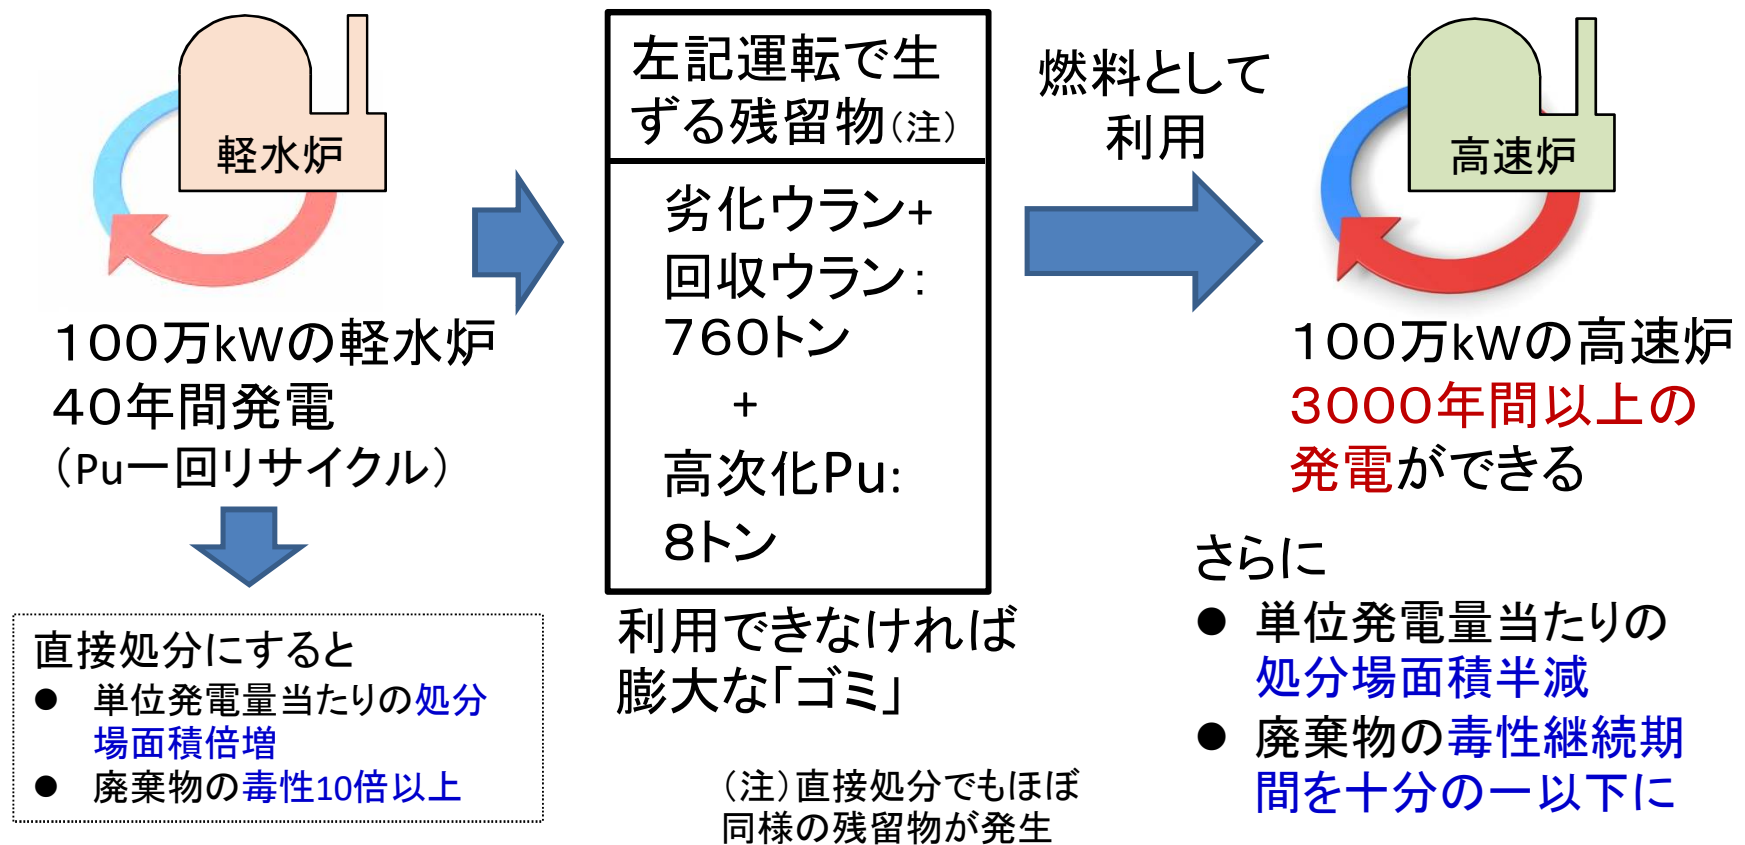 軽水炉
100万kWの軽水炉
40年間発電
(Pu一回リサイクル)
直接処分にすると
● 単位発電量当たりの処分
場面積倍増
● 廃棄物の毒性10倍以上
左記運転で生
ずる残留物(注)
劣化ウラン+
回収ウラン:
760トン
+
高次化Pu:
8トン
利用できなければ
膨大な「ゴミ」
(注)直接処分でもほぼ
同様の残留物が発生
燃料として
利用
高速炉
100万kWの高速炉
3000年間以上の
発電ができる
さらに
● 単位発電量当たりの
処分場面積半減
● 廃棄物の毒性継続期
間を十分の一以下に